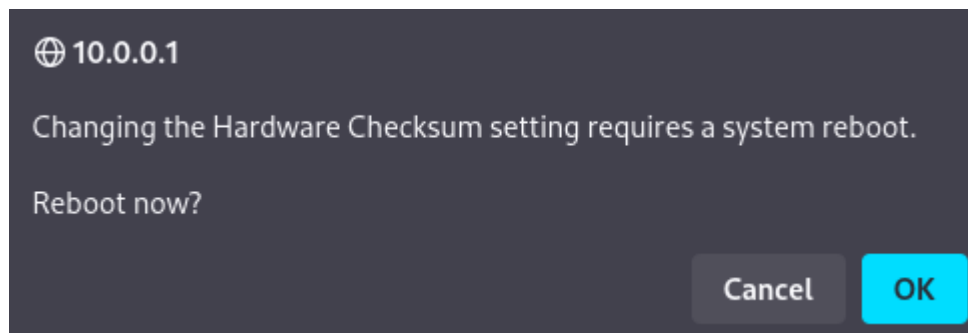 10.0.0.1
Changing the Hardware Checksum setting requires a system reboot.
Reboot now?
Cancel
OK